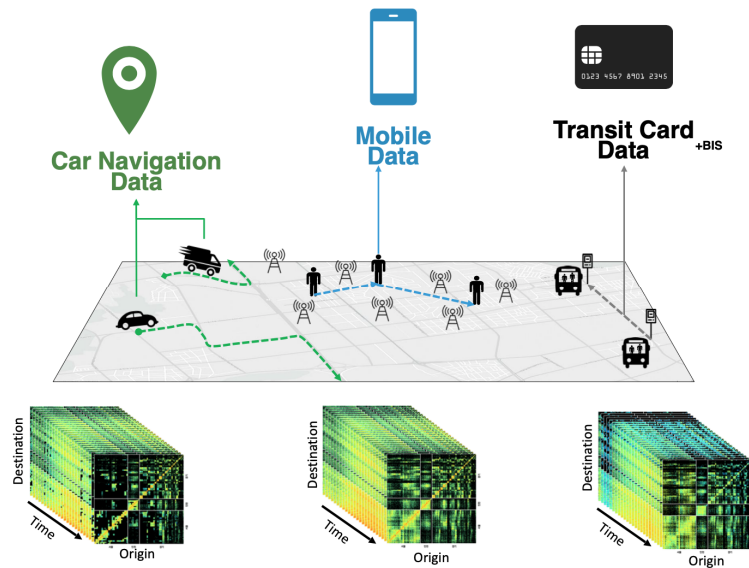 0123 4567 8901 2345
Car Navigation
Data
Mobile
Data
Transit Card
Data +BIS
Destination
Time
Origin
Destination
Time
Origin
Destination
Time
Origin